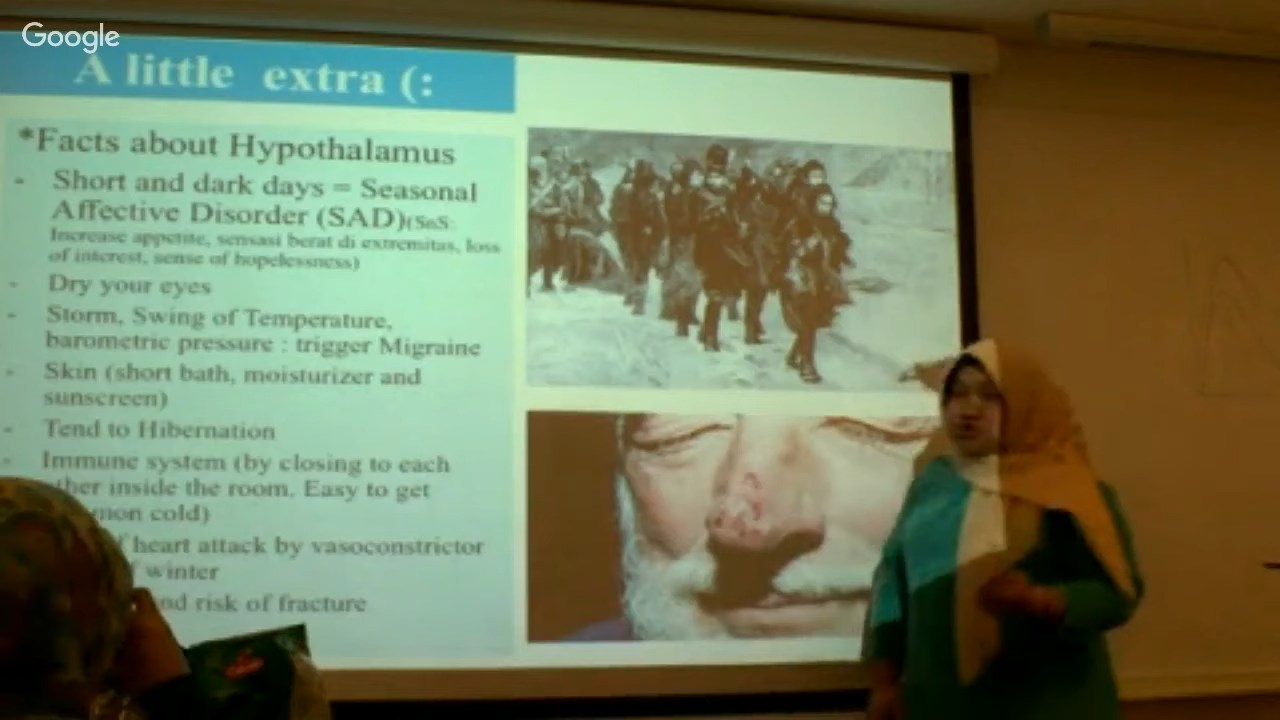 Google
A little extra (:
*Facts about Hypothalamus
- Short and dark days = Seasonal
Affective Disorder (SAD)(SnS:
Increase appetite, sensasi berat di extremitas, loss
of interest, sense of hopelessness)
- Dry your eyes
- Storm, Swing of Temperature,
barometric pressure : trigger Migraine
- Skin (short bath, moisturizer and
sunscreen)
- Tend to Hibernation
- Immune system (by closing to each
ther inside the room. Easy to get
mon cold)
heart attack by vasoconstrictor
winter
nd risk of fracture